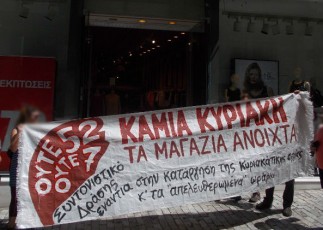 ΕΚΠΤΩΣΕΙΣ
ΟΥΤΕ 52
ΟΥΤΕ 7
ΚΑΜΙΑ ΚΥΡΙΑΚΗ
ΤΑ ΜΑΓΑΖΙΑ ΑΝΟΙΧΤΑ
Συντονιστικό
Δράσης
ενάντια στην κατάργηση της Κυριακάτικης αργίας
κ' τα "απελευθερωμένα" ωράρια